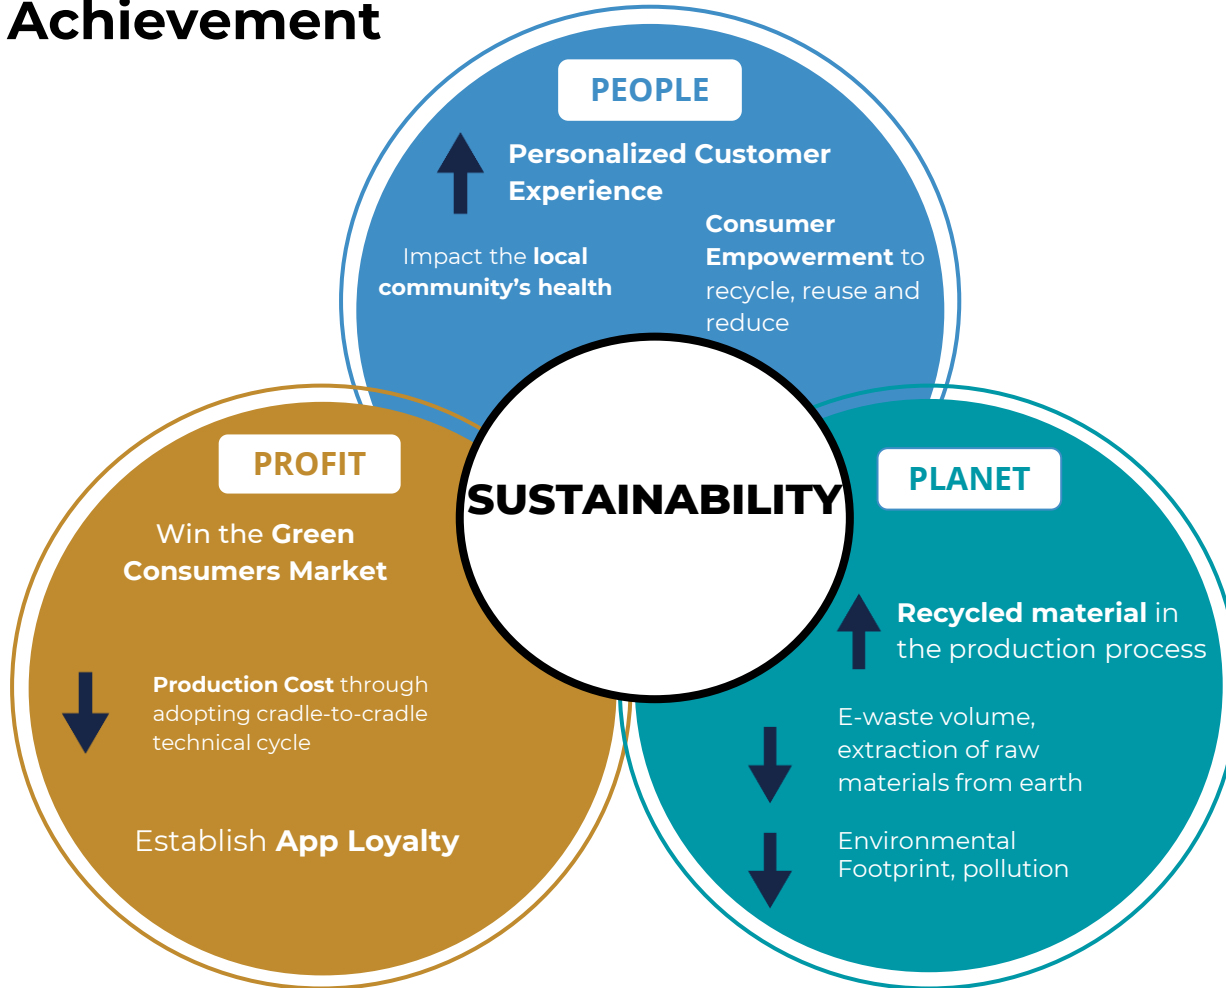 Achievement
PEOPLE
Personalized Customer
Experience
Impact the local
community’s health
Consumer
Empowerment to
recycle, reuse and
reduce
SUSTAINABILITY
PROFIT
Win the Green
Consumers Market
Production Cost through
adopting cradle-to-cradle
technical cycle
Establish App Loyalty
PLANET
Recycled material in
the production process
E-waste volume,
extraction of raw
materials from earth
Environmental
Footprint, pollution